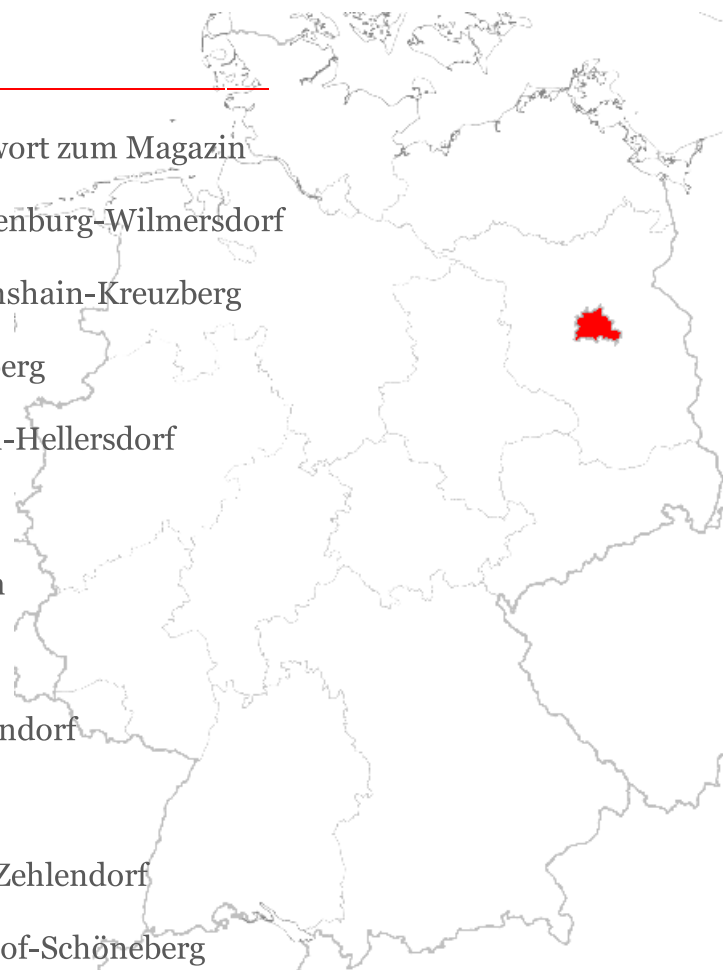 wort zum Magazin
enburg-Wilmersdorf
nshain-Kreuzberg
erg
-Hellersdorf
n
ndorf
Zehlendorf
of-Schöneberg